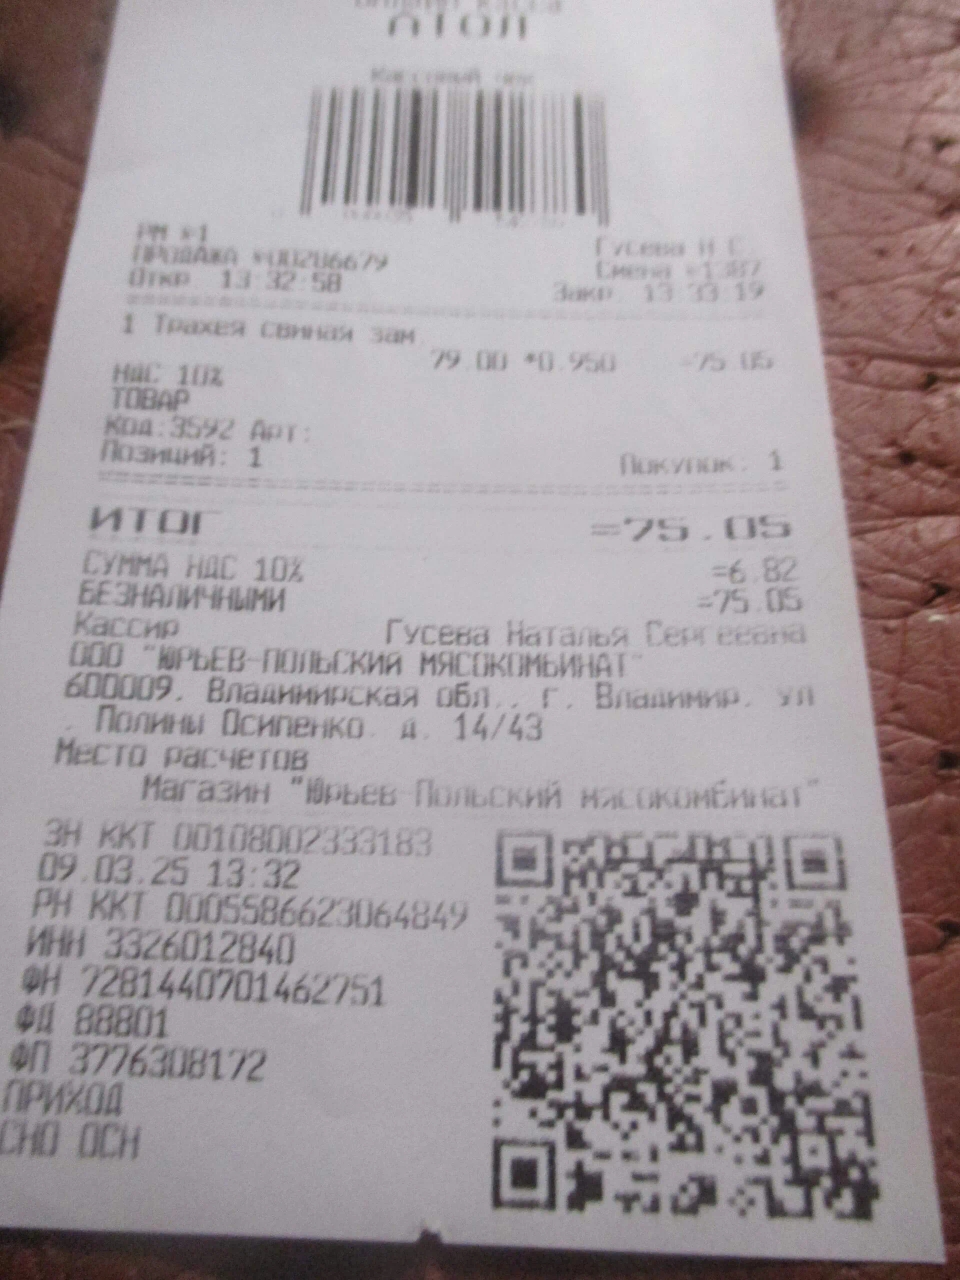 АТОЛ
Кассовый чек
РМ №1 Гусева Н.С.
ПРОДАЖА №00206679 Смена №1387
Откр. 13:32:58 Закр. 13:33:19
1 Трахея свиная зам
79.00 *0.950 =75.05
НДС 10%
ТОВАР
Код:3592 Арт:
Позиций: 1 Покупок: 1
ИТОГ =75.05
СУММА НДС 10% =6.82
БЕЗНАЛИЧНЫМИ =75.05
Кассир Гусева Наталья Сергеевна
ООО "ЮРЬЕВ-ПОЛЬСКИЙ МЯСОКОМБИНАТ"
600009, Владимирская обл., г. Владимир, ул
. Полины Осипенко, д. 14/43
Место расчетов
Магазин "Юрьев-Польский мясокомбинат"
ЗН ККТ 00108002333183
09.03.25 13:32
РН ККТ 0005586623064849
ИНН 3326012840
ФН 7281440701462751
ФД 88801
ФП 3776308172
ПРИХОД
СНО ОСН